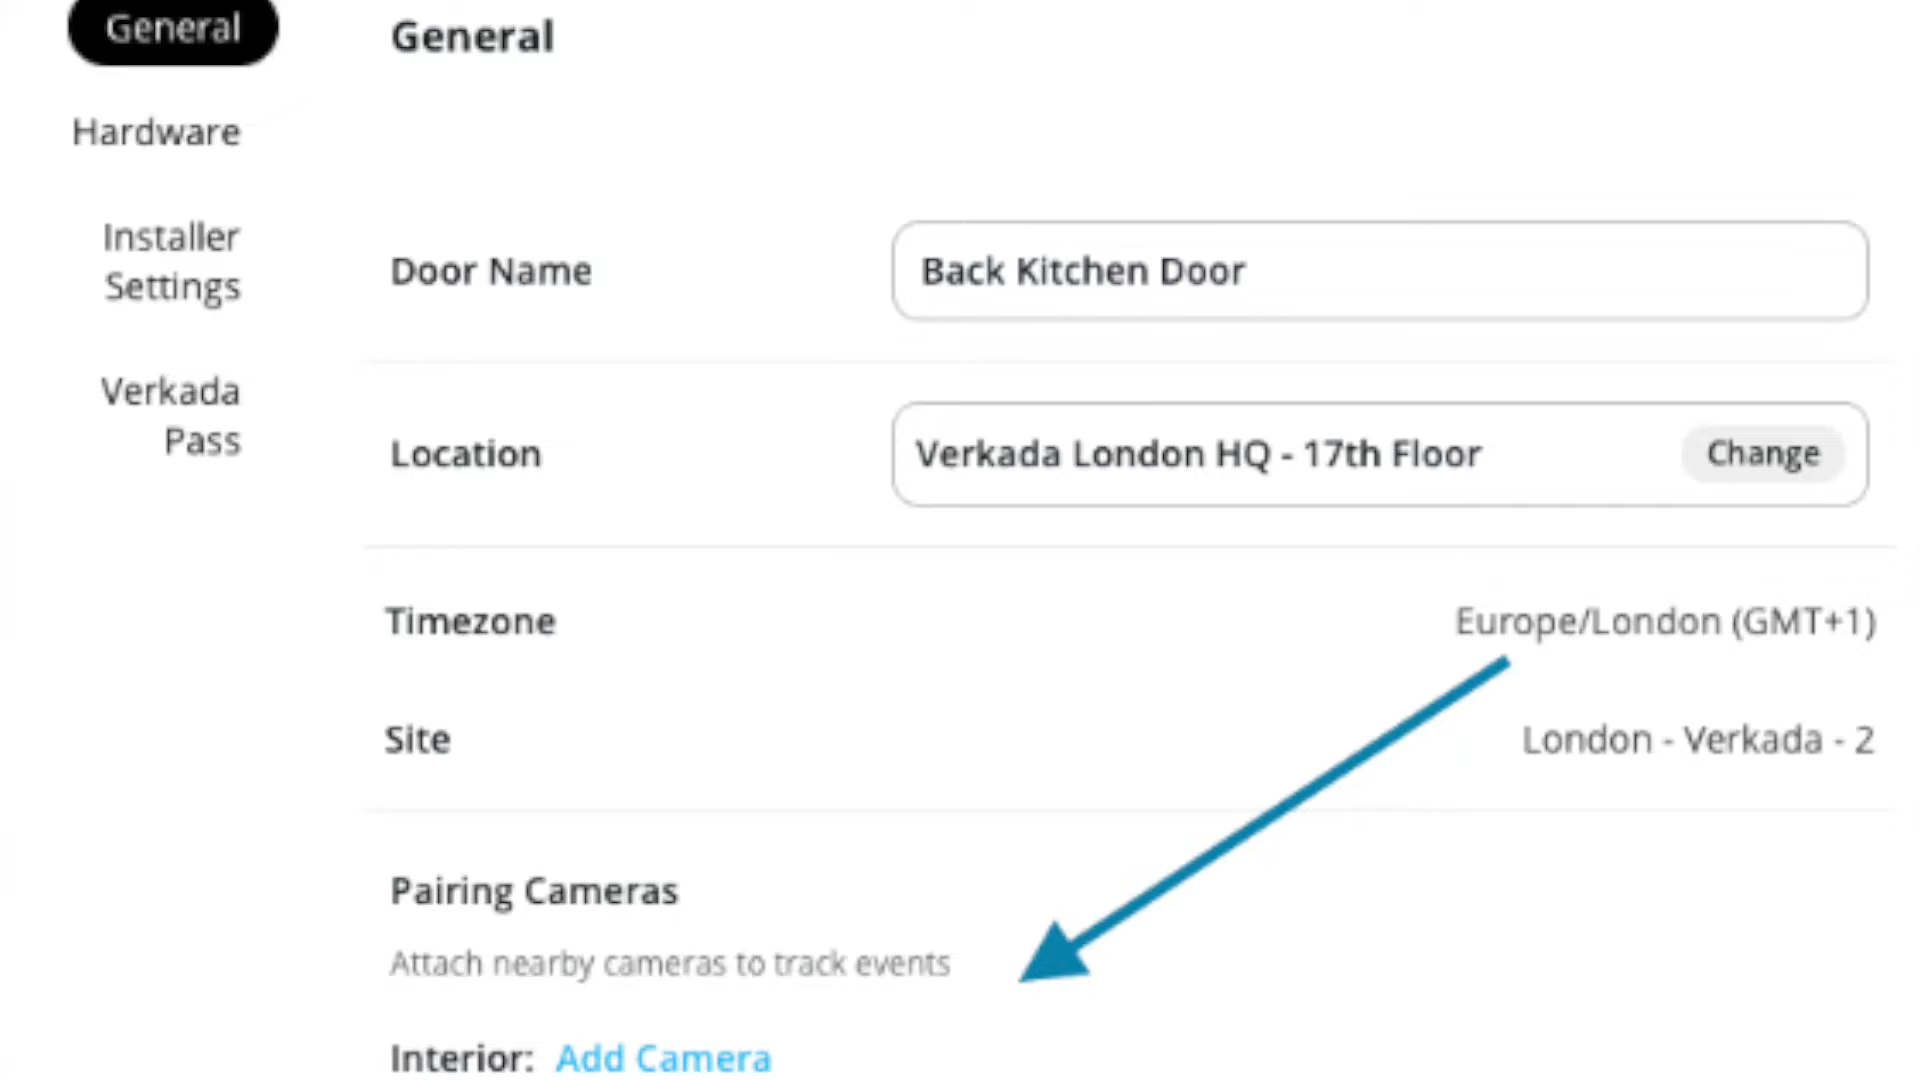 General
Hardware
Installer
Settings
Verkada
Pass
General
Door Name
Back Kitchen Door
Location
Verkada London HQ - 17th Floor
Change
Timezone
Europe/London (GMT+1)
Site
London - Verkada - 2
Pairing Cameras
Attach nearby cameras to track events
Interior: Add Camera